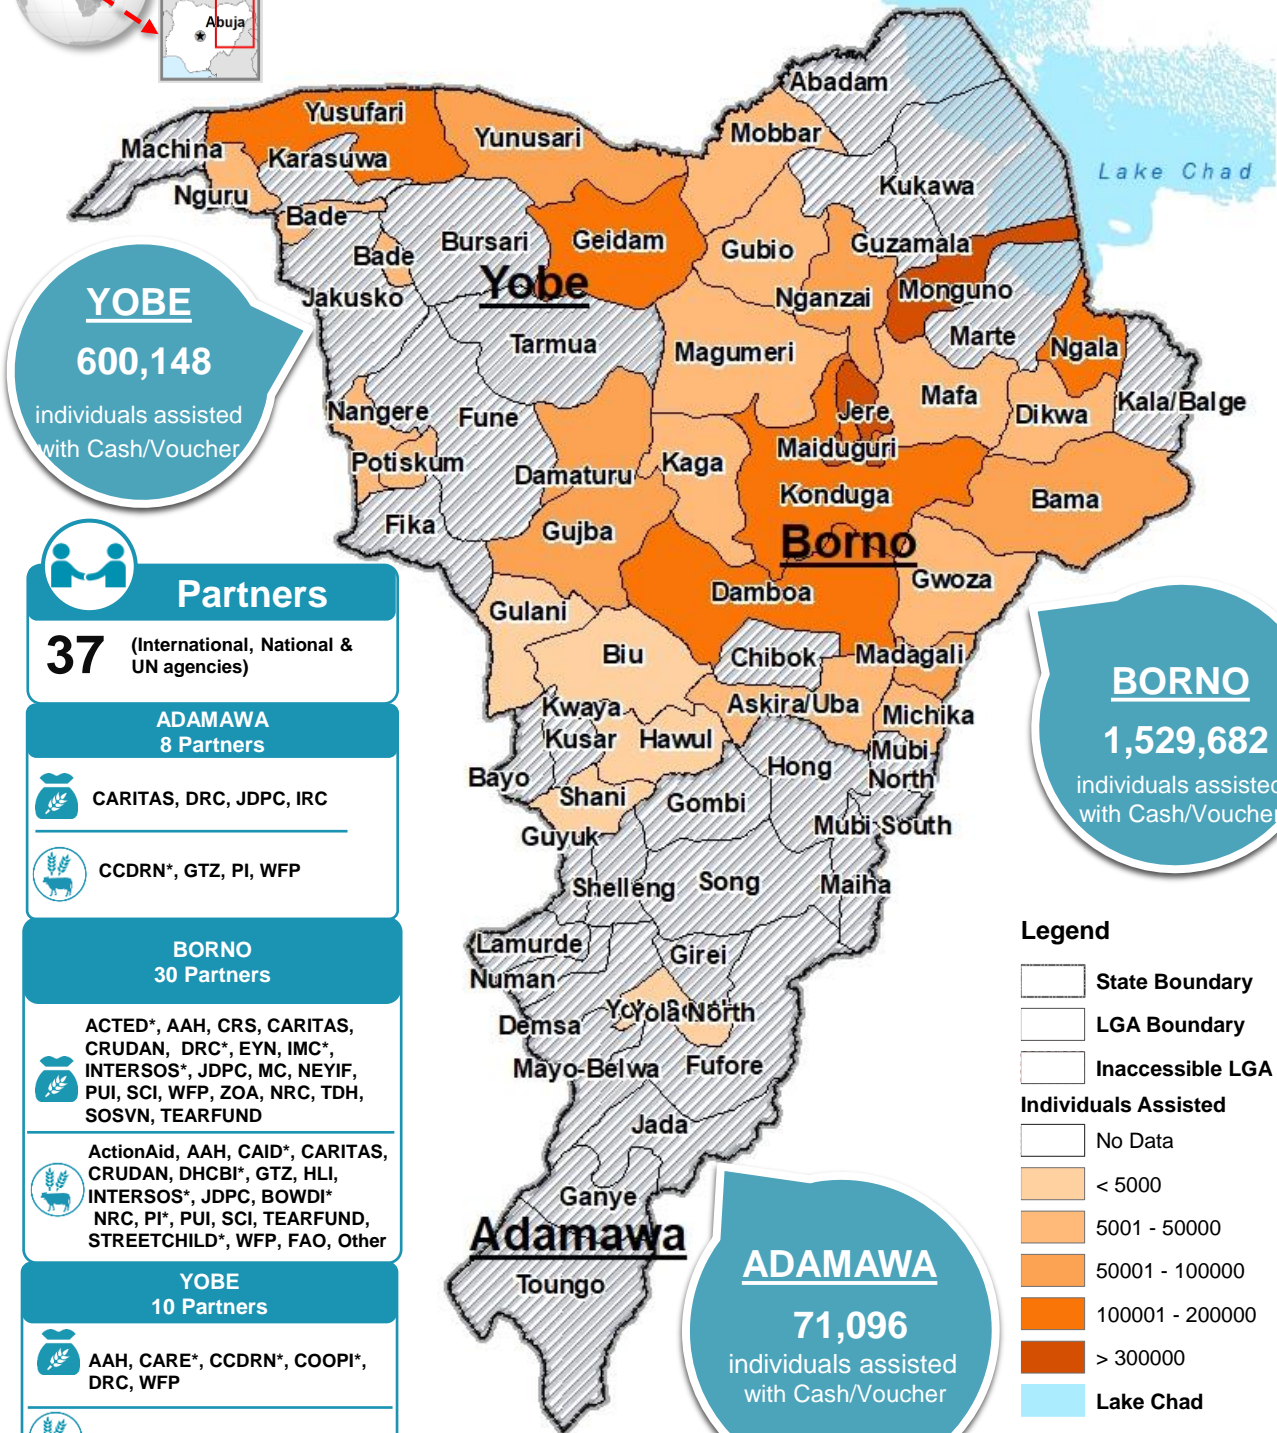 Abuja
Lake Chad
Abadam
Yusufari
Yunusari
Mobbar
Machina
Karasuwa
Kukawa
Nguru
Bade
Bursari
Geidam
Gubio
Guzamala
Bade
Yobe
Jakusko
Nganzai
Monguno
Tarmua
Magumeri
Marte
Ngala
Nangere
Fune
Jere
Mafa
Dikwa
Kala/Balge
Potiskum
Damaturu
Kaga
Maiduguri
Konduga
Bama
Fika
Gujba
Borno
Gulani
Damboa
Gwoza
Biu
Chibok
Madagali
Kwaya
Kusar
Hawul
Askira/Uba
Michika
Bayo
Shani
Hong
Mubi
North
Gombi
Guyuk
Mubi South
Shelleng
Song
Maiha
Lamurde
Girei
Numan
Yola North
Demsa
Mayo-Belwa
Fufore
Jada
Ganye
Adamawa
Toungo
YOBE
600,148
individuals assisted
with Cash/Voucher
Partners
37
(International, National &
UN agencies)
ADAMAWA
8 Partners
CARITAS, DRC, JDPC, IRC
CCDRN*, GTZ, PI, WFP
BORNO
30 Partners
ACTED*, AAH, CRS, CARITAS,
CRUDAN, DRC*, EYN, IMC*,
INTERSOS*, JDPC, MC, NEYIF,
PUI, SCI, WFP, ZOA, NRC, TDH,
SOSVN, TEARFUND
ActionAid, AAH, CAID*, CARITAS,
CRUDAN, DHCBI*, GTZ, HLI,
INTERSOS*, JDPC, BOWDI*
NRC, PI*, PUI, SCI, TEARFUND,
STREETCHILD*, WFP, FAO, Other
YOBE
10 Partners
AAH, CARE*, CCDRN*, COOPI*,
DRC, WFP
BORNO
1,529,682
individuals assisted
with Cash/Voucher
ADAMAWA
71,096
individuals assisted
with Cash/Voucher
Legend
State Boundary
LGA Boundary
Inaccessible LGA
Individuals Assisted
No Data
< 5000
5001 - 50000
50001 - 100000
100001 - 200000
> 300000
Lake Chad